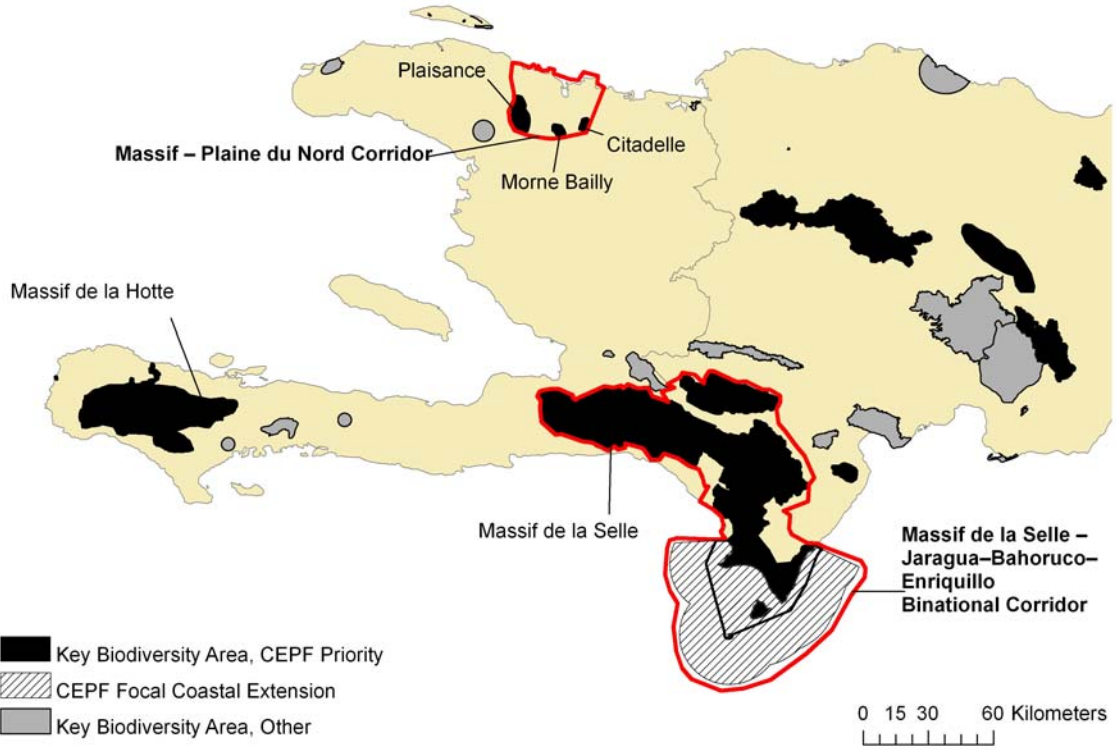 Plaisance
Massif – Plaine du Nord Corridor
Citadelle
Morne Bailly
Massif de la Hotte
Massif de la Selle
Massif de la Selle –
Jaragua–Bahoruco–
Enriquillo
Binational Corridor
Key Biodiversity Area, CEPF Priority
CEPF Focal Coastal Extension
Key Biodiversity Area, Other
0 15 30 60 Kilometers